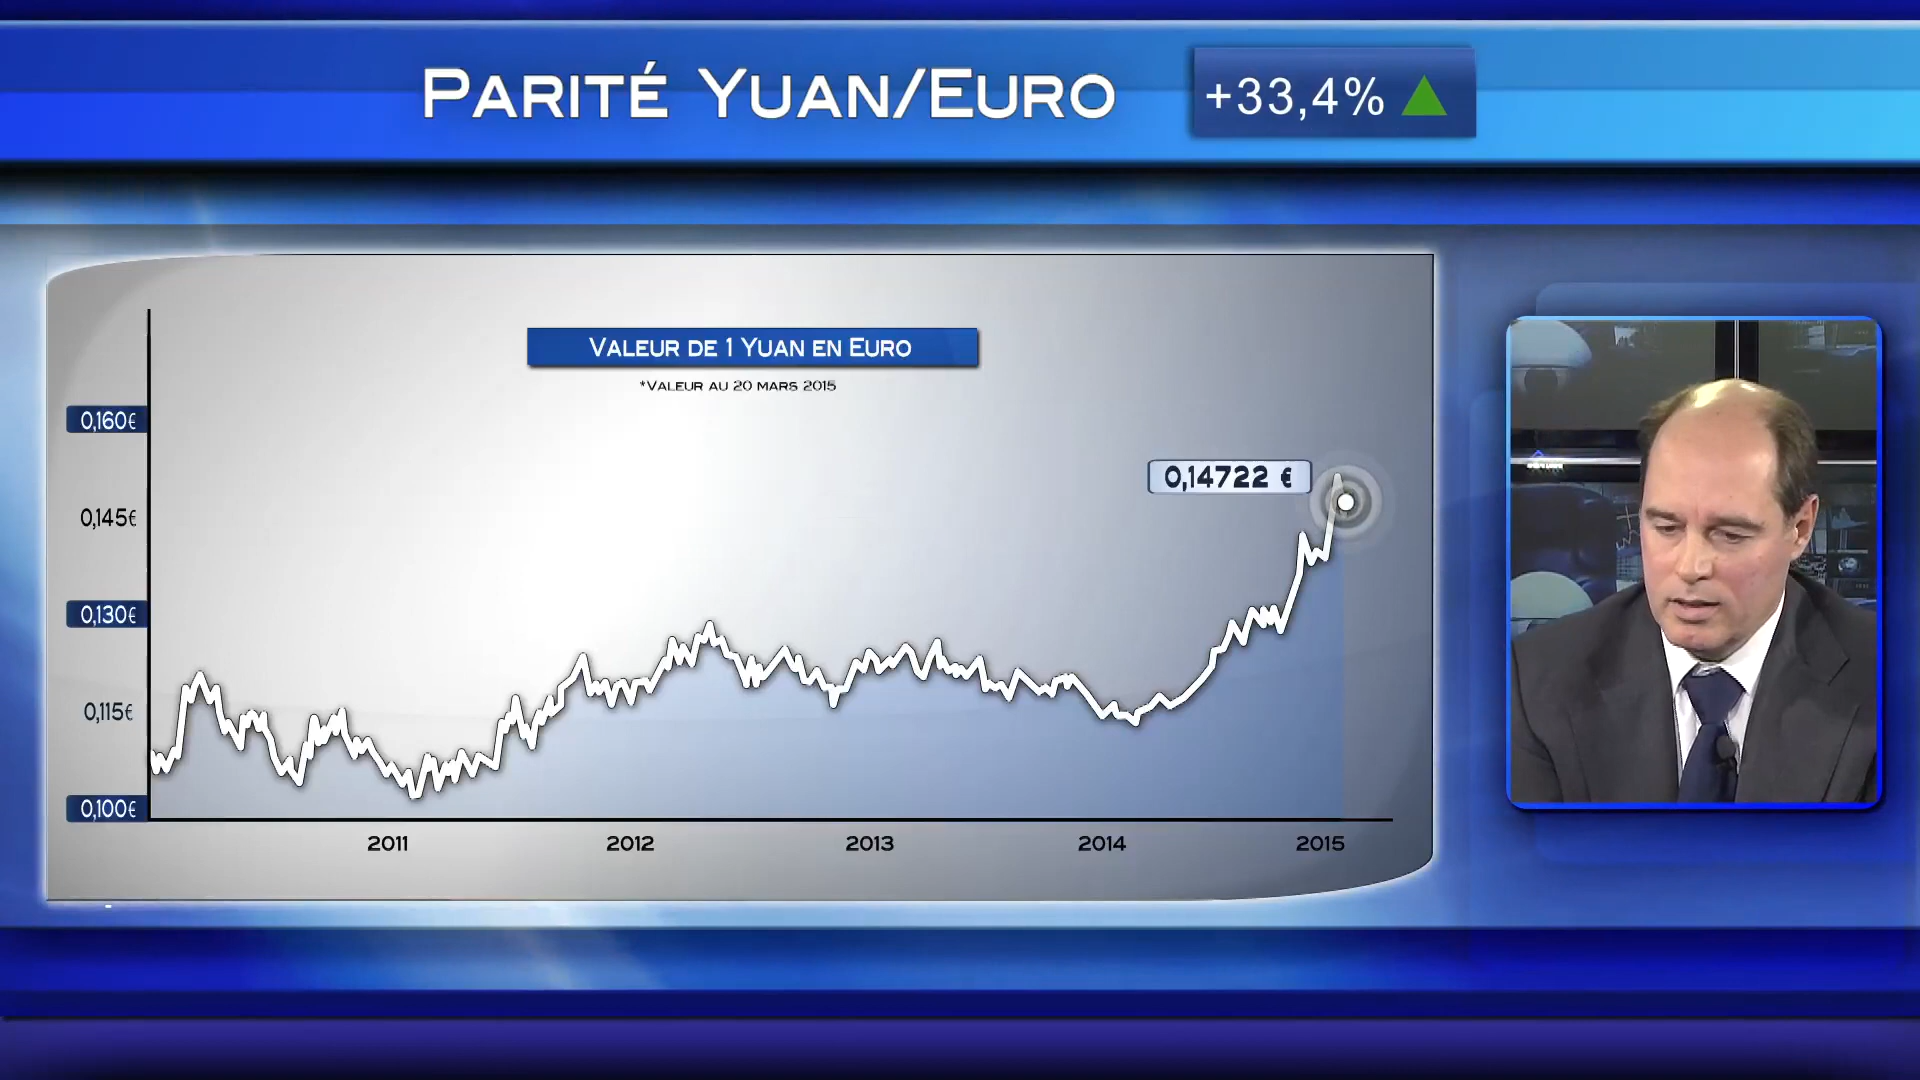 PARITÉ YUAN/EURO
+33,4%
VALEUR DE 1 YUAN EN EURO
*VALEUR AU 20 MARS 2015
0,160€
0,14722 €
0,145€
0,130€
0,115€
0,100€
2011 2012 2013 2014 2015